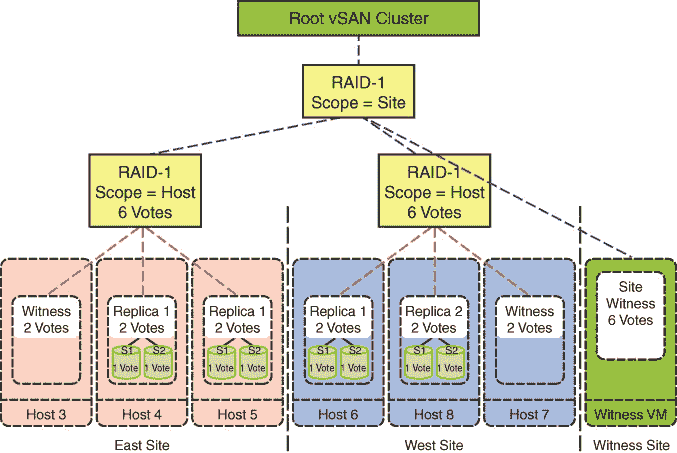 Root vSAN Cluster
RAID-1
Scope = Site
RAID-1
Scope = Host
6 Votes
RAID-1
Scope = Host
6 Votes
Witness
2 Votes
Replica 1
2 Votes
S1 S2
1 Vote 1 Vote
Replica 1
2 Votes
S1 S2
1 Vote 1 Vote
Replica 1
2 Votes
S1 S2
1 Vote 1 Vote
Replica 2
2 Votes
S1 S2
1 Vote 1 Vote
Witness
2 Votes
Site
Witness
6 Votes
Host 3
Host 4
Host 5
Host 6
Host 8
Host 7
Witness VM
East Site
West Site
Witness Site